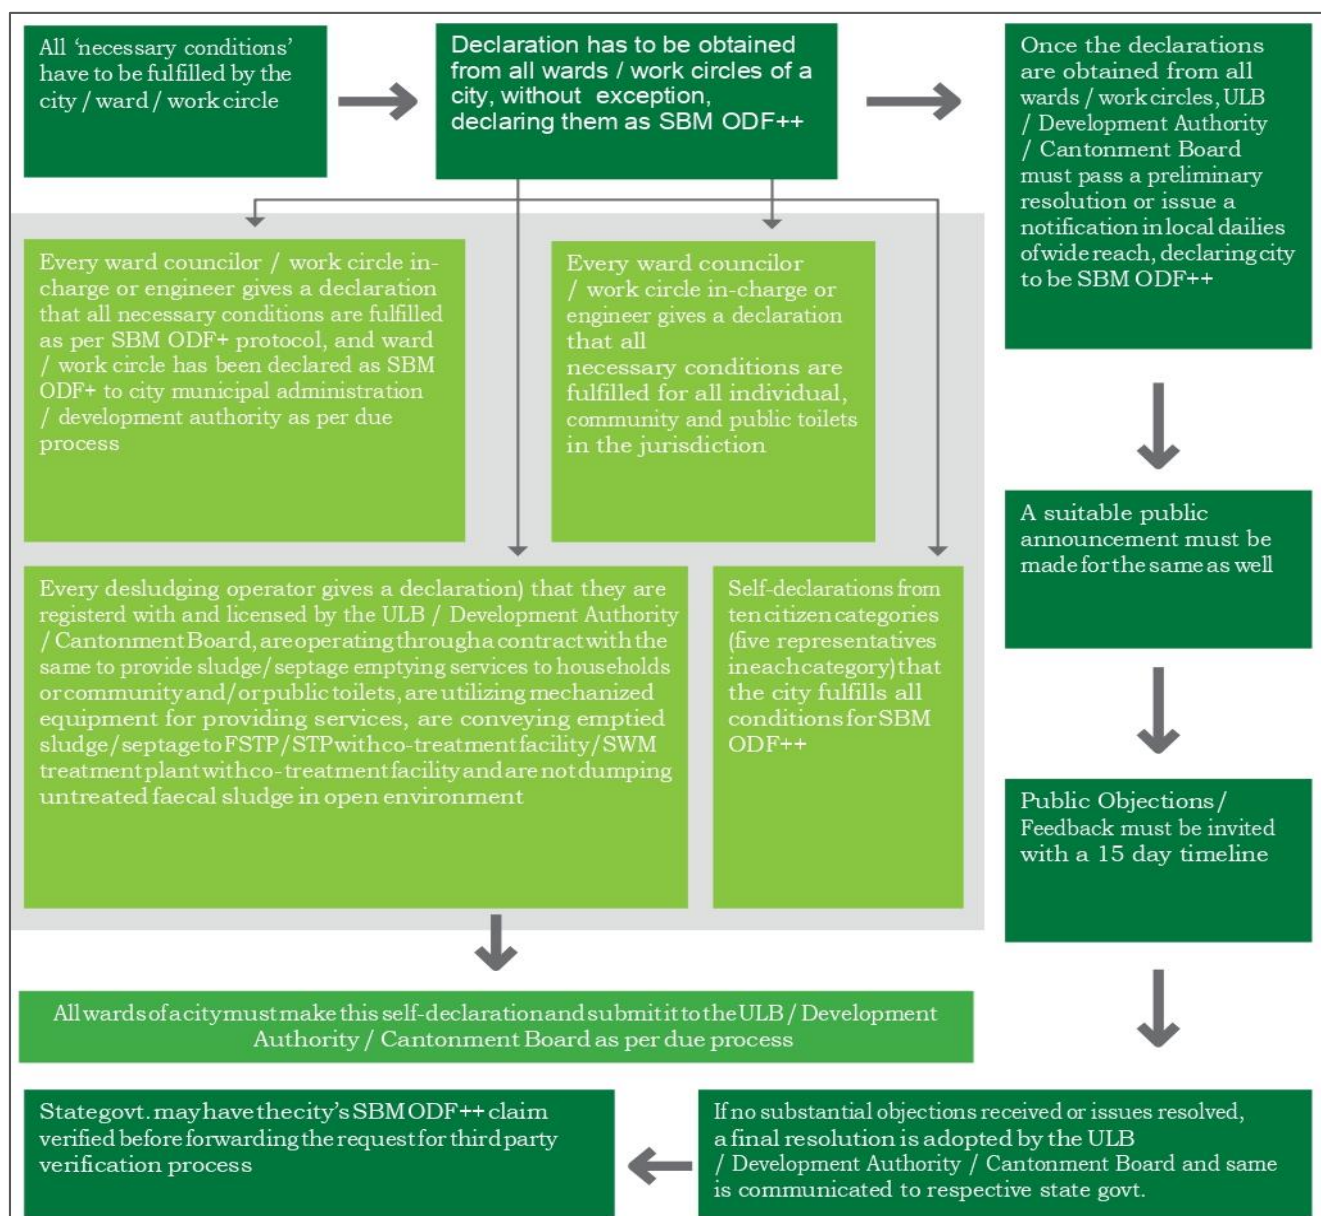 All ‘necessary conditions’
have to be fulfilled by the
city / ward / work circle
Declaration has to be obtained
from all wards / work circles of a
city, without exception,
declaring them as SBM ODF++
Once the declarations
are obtained from all
wards / work circles, ULB
/ Development Authority
/ Cantonment Board
must pass a preliminary
resolution or issue a
notification in local dailies
of wide reach, declaring city
to be SBM ODF++
Every ward councilor / work circle in-
charge or engineer gives a declaration
that all necessary conditions are fulfilled
as per SBM ODF+ protocol, and ward
/ work circle has been declared as SBM
ODF+ to city municipal administration
/ development authority as per due
process
Every ward councilor
/ work circle in-charge or
engineer gives a declaration
that all
necessary conditions are
fulfilled for all individual,
community and public toilets
in the jurisdiction
Every desludging operator gives a declaration) that they are
registerd with and licensed by the ULB / Development Authority
/ Cantonment Board, are operating through a contract with the
same to provide sludge/septage emptying services to households
or community and/or public toilets, are utilizing mechanized
equipment for providing services, are conveying emptied
sludge/septage to FSTP/STP with co-treatment facility/SWM
treatment plant with co-treatment facility and are not dumping
untreated faecal sludge in open environment
Self-declarations from
ten citizen categories
(five representatives
in each category) that
the city fulfills all
conditions for SBM
ODF++
A suitable public
announcement must be
made for the same as well
Public Objections/
Feedback must be invited
with a 15 day timeline
All wards of a city must make this self-declaration and submit it to the ULB / Development
Authority / Cantonment Board as per due process
If no substantial objections received or issues resolved,
a final resolution is adopted by the ULB
/ Development Authority / Cantonment Board and same
is communicated to respective state govt.
State govt. may have the city’s SBM ODF++ claim
verified before forwarding the request for third party
verification process